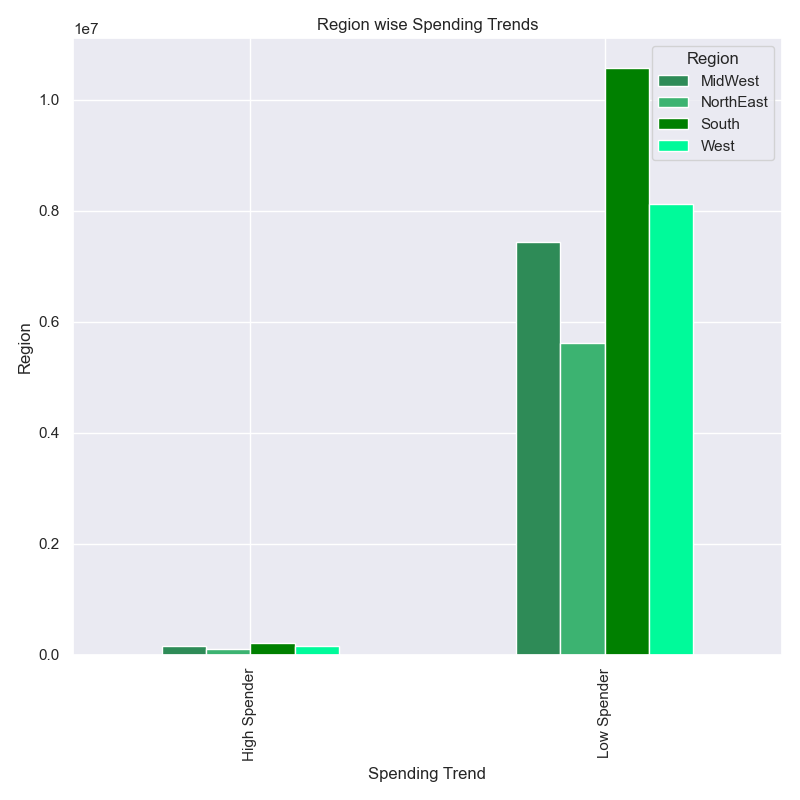 Region wise Spending Trends
1e7
Region
MidWest
NorthEast
South
West
1.0
0.8
0.6
0.4
0.2
0.0
Region
High Spender
Low Spender
Spending Trend